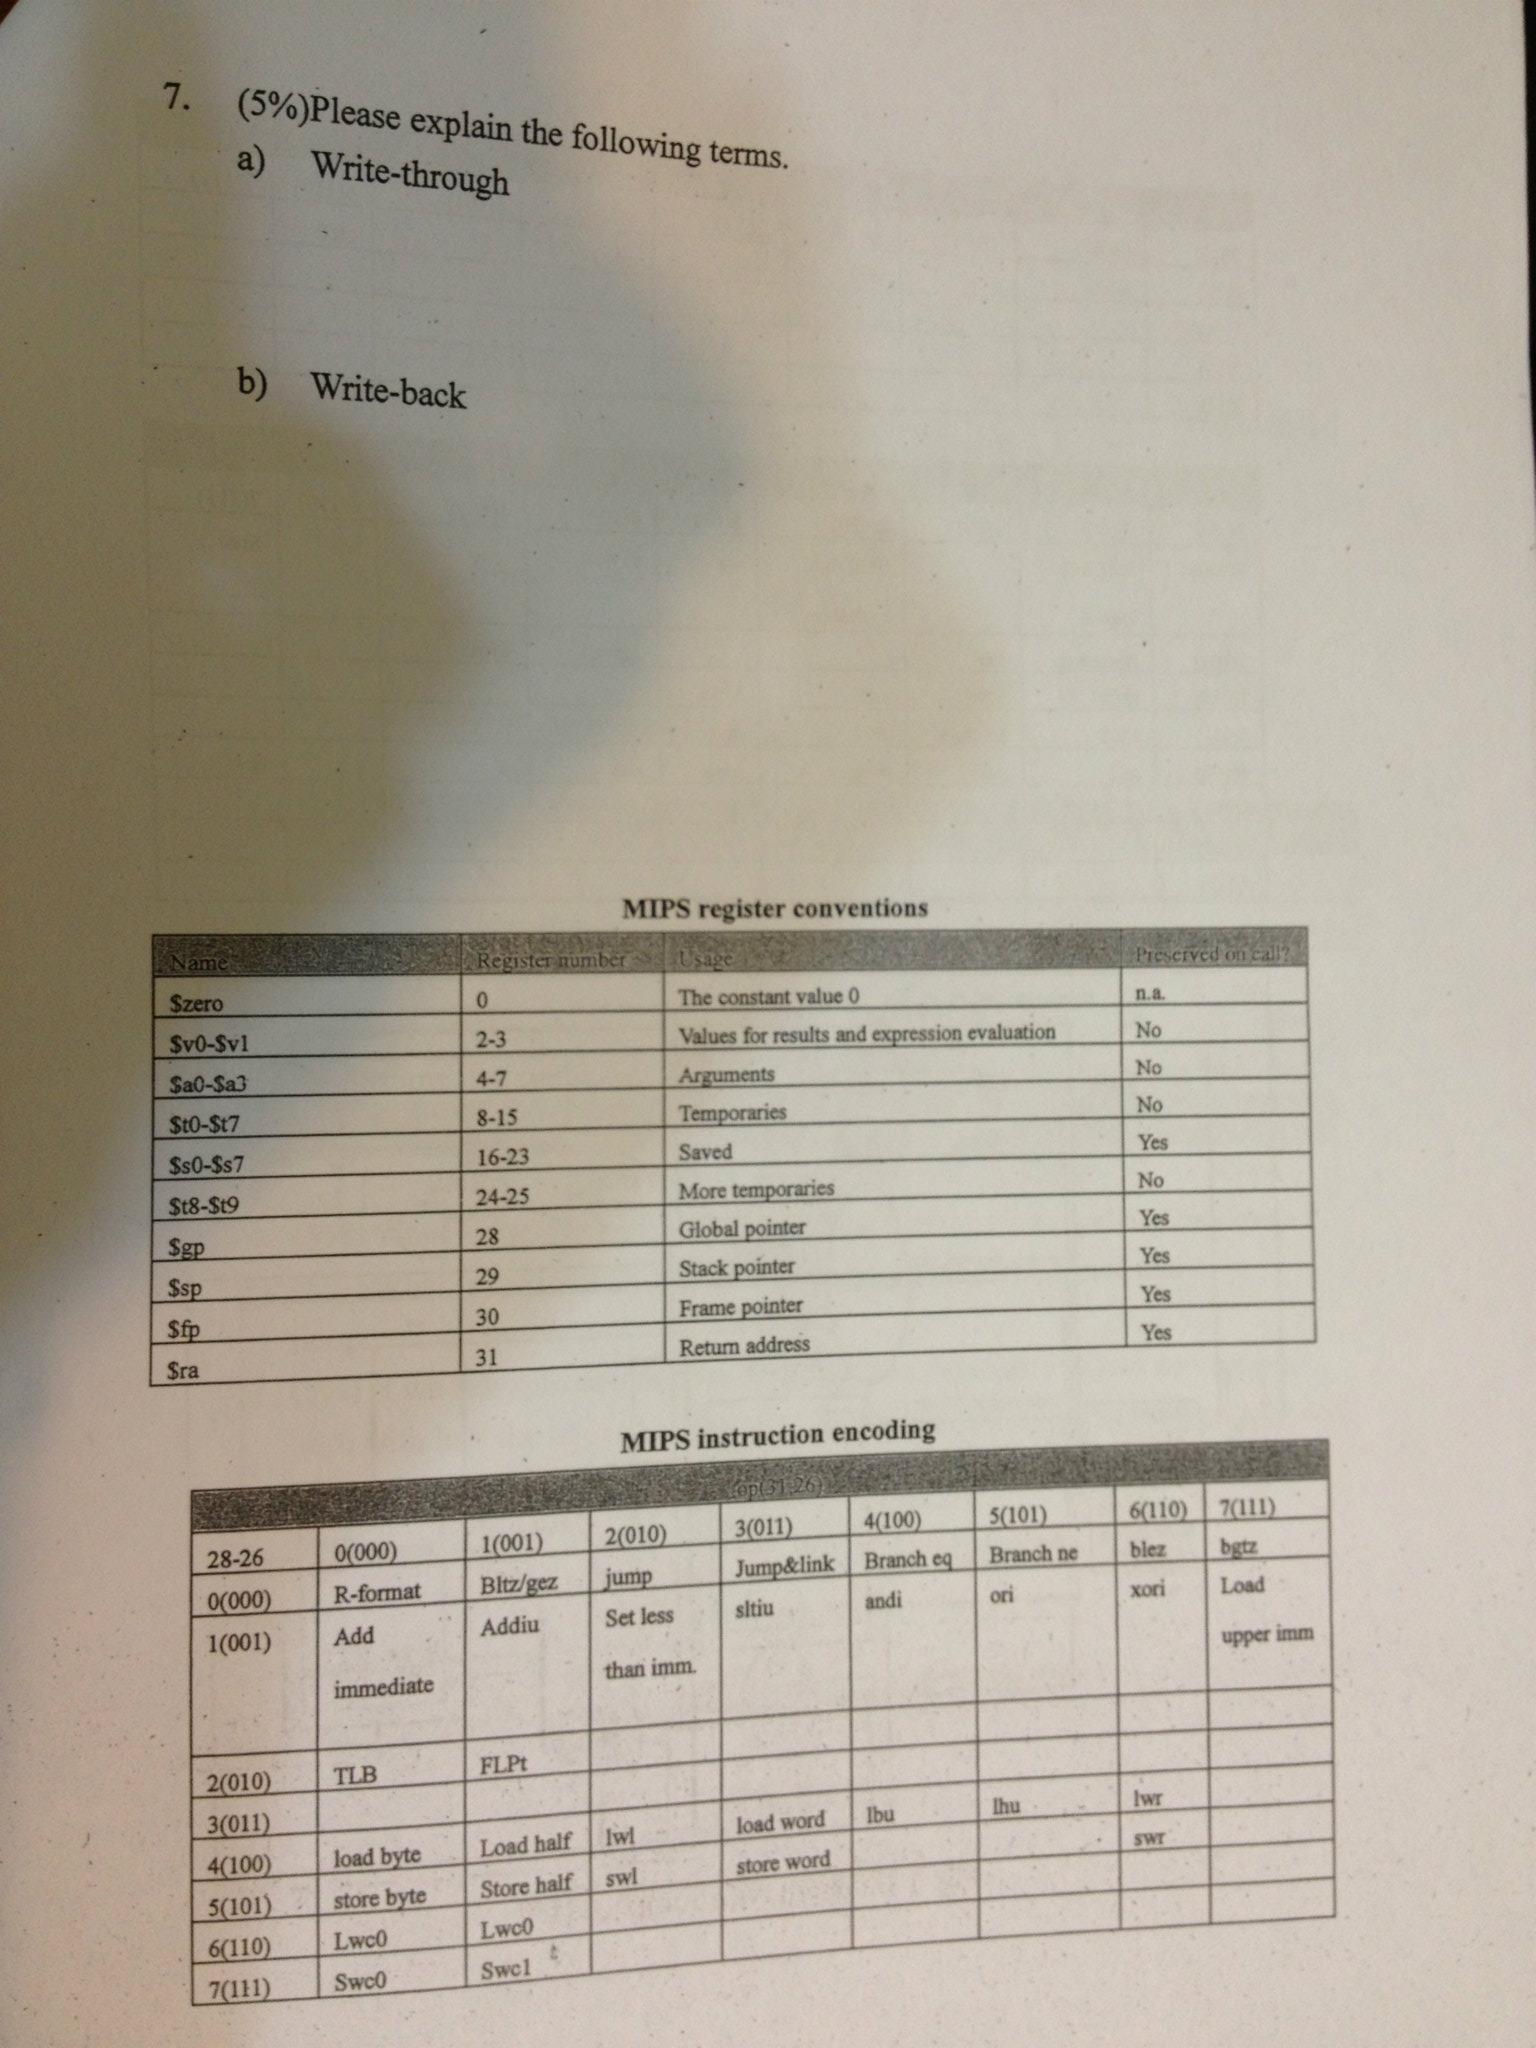 7. (5%)Please explain the following terms.
a) Write-through
b) Write-back
MIPS register conventions
Name Register number Usage Preserved on call?
$zero 0 The constant value 0 n.a.
$v0-$v1 2-3 Values for results and expression evaluation No
$a0-$a3 4-7 Arguments No
$t0-$t7 8-15 Temporaries No
$s0-$s7 16-23 Saved Yes
$t8-$t9 24-25 More temporaries No
$gp 28 Global pointer Yes
$sp 29 Stack pointer Yes
$fp 30 Frame pointer Yes
$ra 31 Return address Yes
MIPS instruction encoding
op(31-26)
28-26 0(000) 1(001) 2(010) 3(011) 4(100) 5(101) 6(110) 7(111)
0(000) R-format Bltz/gez jump Jump&link Branch eq Branch ne blez bgtz
1(001) Add Addiu Set less sltiu andi ori xori Load
immediate than imm. upper imm
2(010) TLB FLPt
3(011)
4(100) load byte Load half lwl load word lbu lhu lwr
5(101) store byte Store half swl store word swr
6(110) Lwc0 Lwc0
7(111) Swc0 Swc1